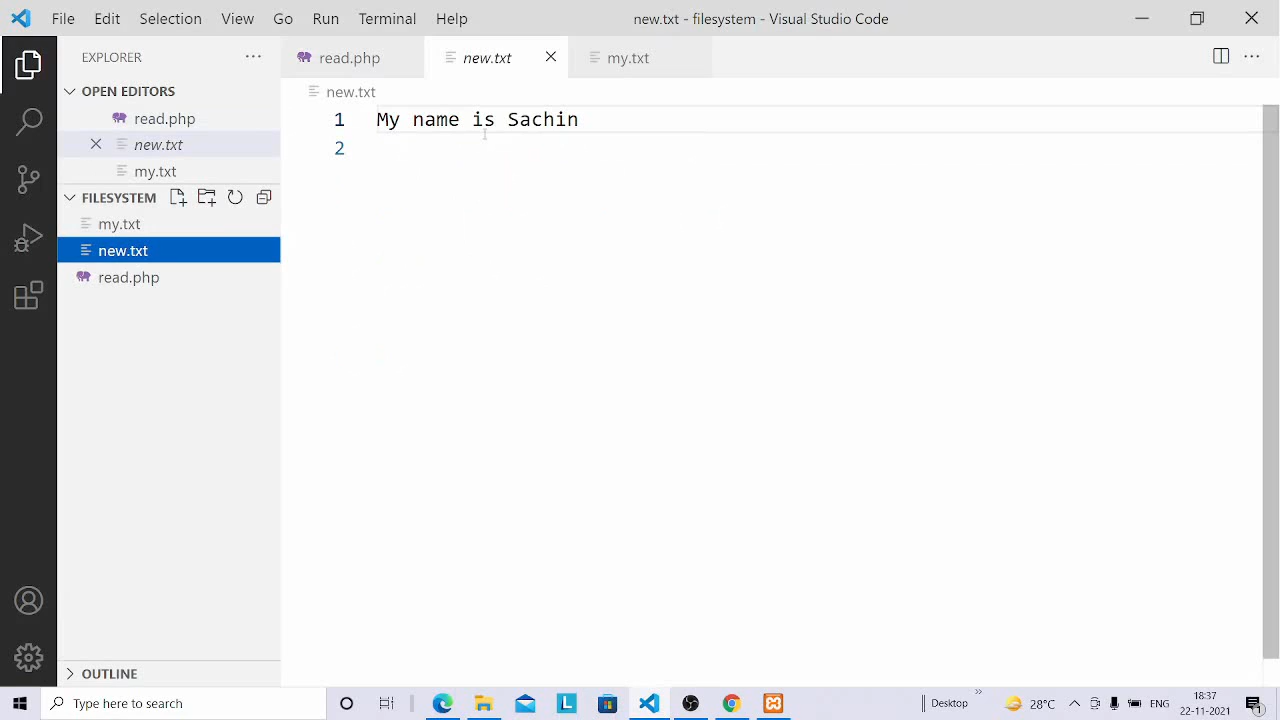 File Edit Selection View Go Run Terminal Help
new.txt - filesystem - Visual Studio Code
EXPLORER
OPEN EDITORS
read.php
new.txt
my.txt
FILESYSTEM
my.txt
new.txt
read.php
OUTLINE
read.php
new.txt
my.txt
new.txt
1 My name is Sachin
2
Type here to search
L
Desktop
28°C
ENG
18:53
22-11-2021